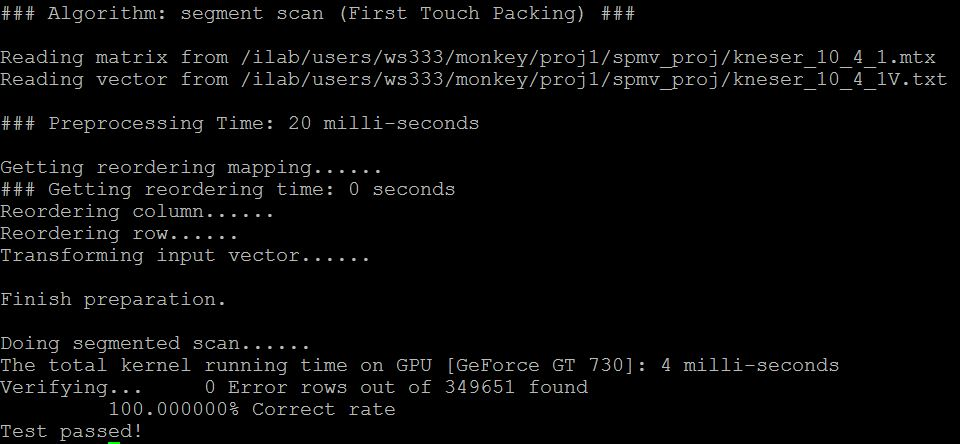 ### Algorithm: segment scan (First Touch Packing) ###
Reading matrix from /ilab/users/ws333/monkey/proj1/spmv_proj/kneser_10_4_1.mtx
Reading vector from /ilab/users/ws333/monkey/proj1/spmv_proj/kneser_10_4_1V.txt
### Preprocessing Time: 20 milli-seconds
Getting reordering mapping......
### Getting reordering time: 0 seconds
Reordering column......
Reordering row......
Transforming input vector......
Finish preparation.
Doing segmented scan......
The total kernel running time on GPU [GeForce GT 730]: 4 milli-seconds
Verifying...     0 Error rows out of 349651 found
100.000000% Correct rate
Test passed!